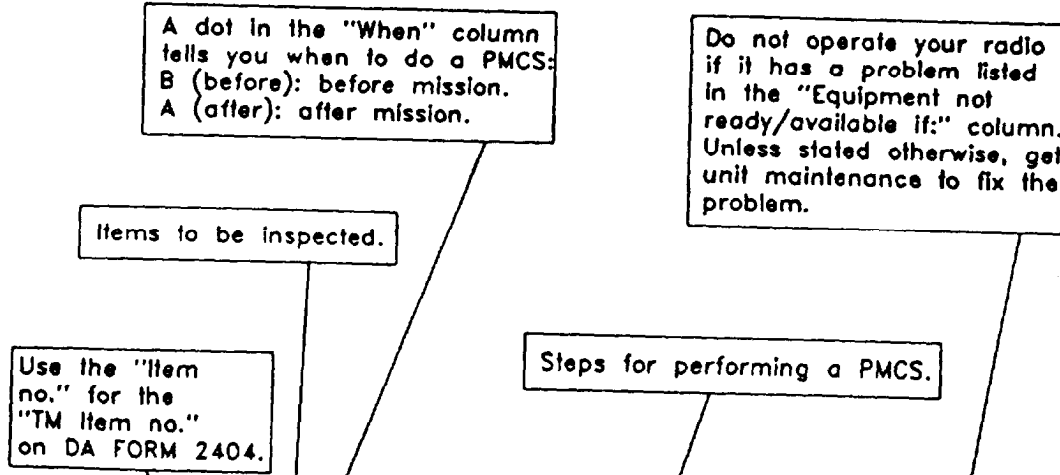 A dot in the "When" column
tells you when to do a PMCS:
B (before): before mission.
A (after): after mission.
Do not operate your radio
if it has a problem listed
in the "Equipment not
ready/available if:" column.
Unless stated otherwise, get
unit maintenance to fix the
problem.
Items to be inspected.
Use the "Item
no." for the
"TM Item no."
on DA FORM 2404.
Steps for performing a PMCS.